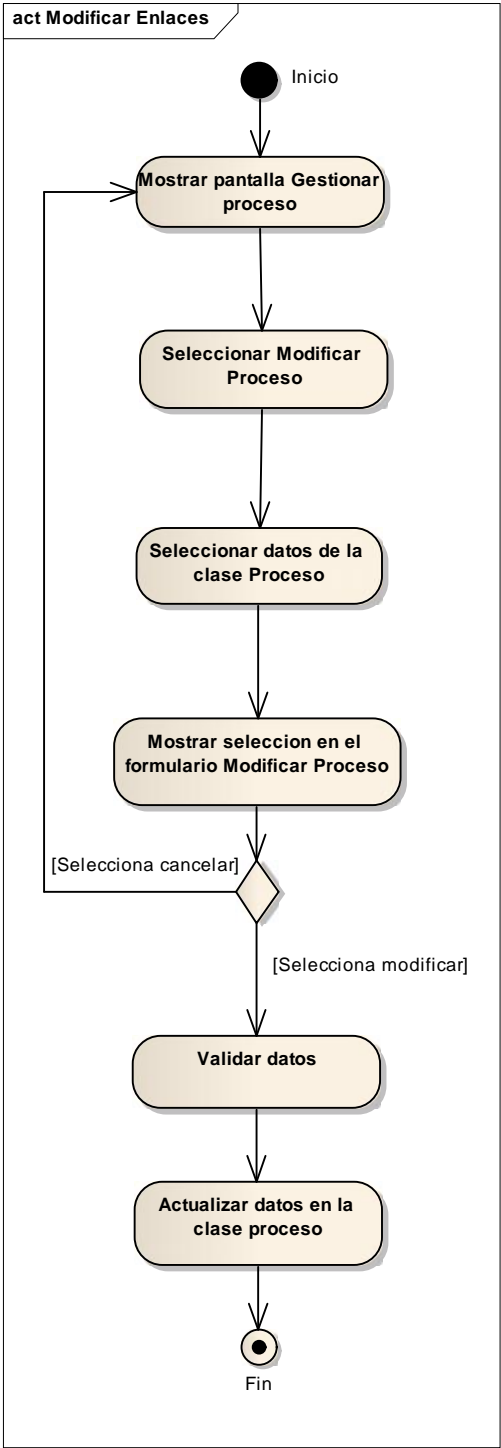 act Modificar Enlaces
Inicio
Mostrar pantalla Gestionar
proceso
Seleccionar Modificar
Proceso
Seleccionar datos de la
clase Proceso
Mostrar seleccion en el
formulario Modificar Proceso
[Selecciona cancelar]
[Selecciona modificar]
Validar datos
Actualizar datos en la
clase proceso
Fin